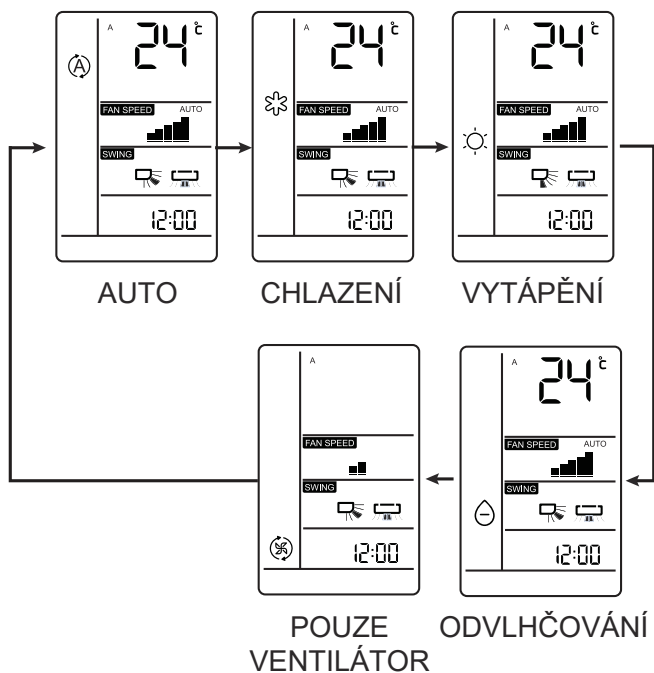 A 24 °c
FAN SPEED AUTO
SWING
12:00
AUTO
A 24 °c
FAN SPEED AUTO
SWING
12:00
CHLAZENÍ
A 24 °c
FAN SPEED AUTO
SWING
12:00
VYTÁPĚNÍ
A
FAN SPEED
SWING
12:00
POUZE
VENTILÁTOR
A 24 °c
FAN SPEED AUTO
SWING
12:00
ODVLHČOVÁNÍ